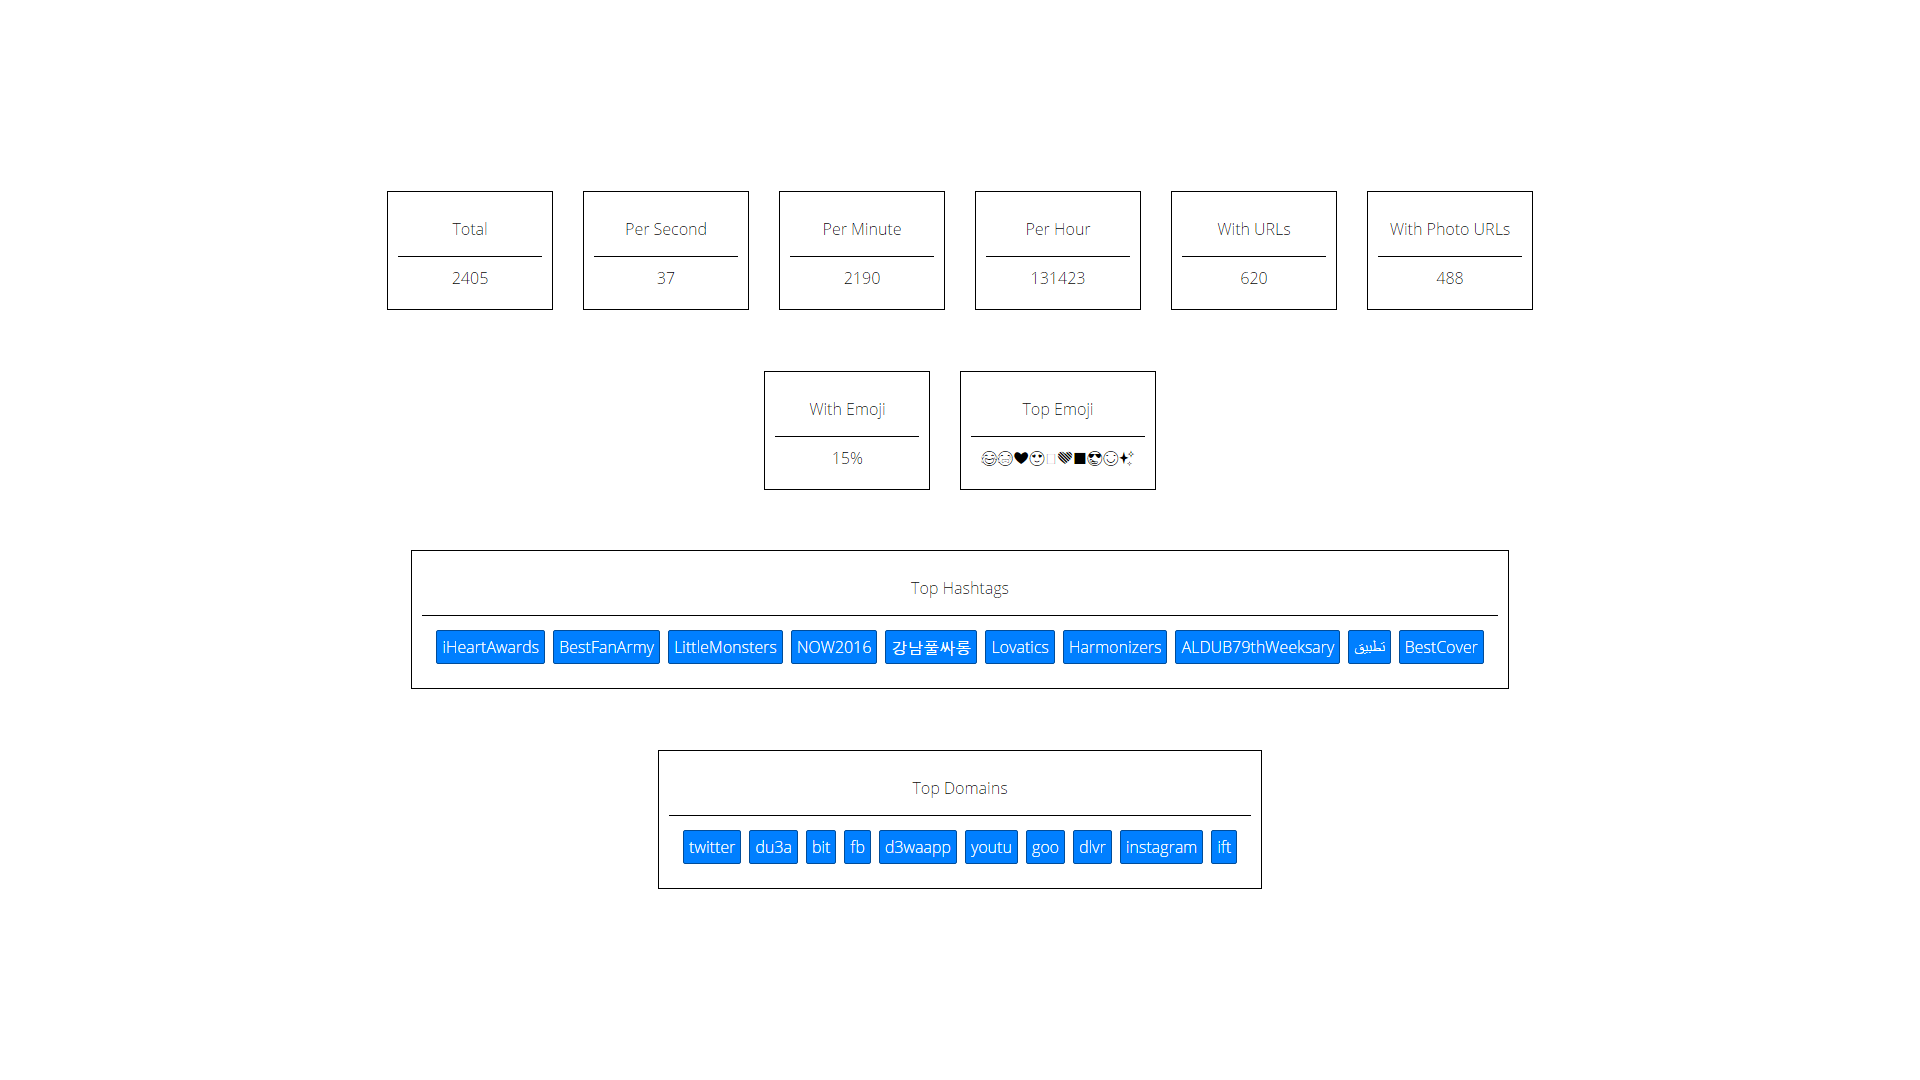 Total Per Second Per Minute Per Hour With URLs With Photo URLs
2405 37 2190 131423 620 488
With Emoji Top Emoji
15%
Top Hashtags
iHeartAwards BestFanArmy LittleMonsters NOW2016 강남풀싸롱 Lovatics Harmonizers ALDUB79thWeeksary تطبيق BestCover
Top Domains
twitter du3a bit fb d3waapp youtu goo dlvr instagram ift